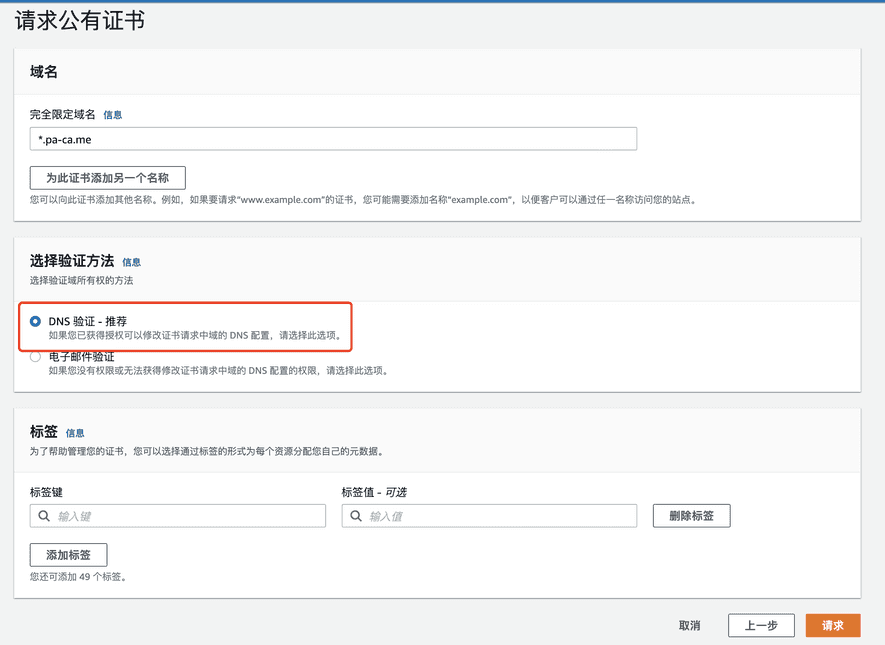 请求公有证书
域名
完全限定域名 信息
*.pa-ca.me
为此证书添加另一个名称
您可以向此证书添加其他名称。例如，如果要请求“www.example.com”的证书，您可能需要添加名称“example.com”，以便客户可以通过任一名称访问您的站点。
选择验证方法 信息
选择验证域所有权的方法
DNS 验证 - 推荐
如果您已获得授权可以修改证书请求中域的 DNS 配置，请选择此选项。
电子邮件验证
如果您没有权限或无法获得修改证书请求中域的 DNS 配置的权限，请选择此选项。
标签 信息
为了帮助管理您的证书，您可以选择通过标签的形式为每个资源分配您自己的元数据。
标签键 标签值 - 可选
输入键 输入值 删除标签
添加标签
您还可添加 49 个标签。
取消 上一步 请求